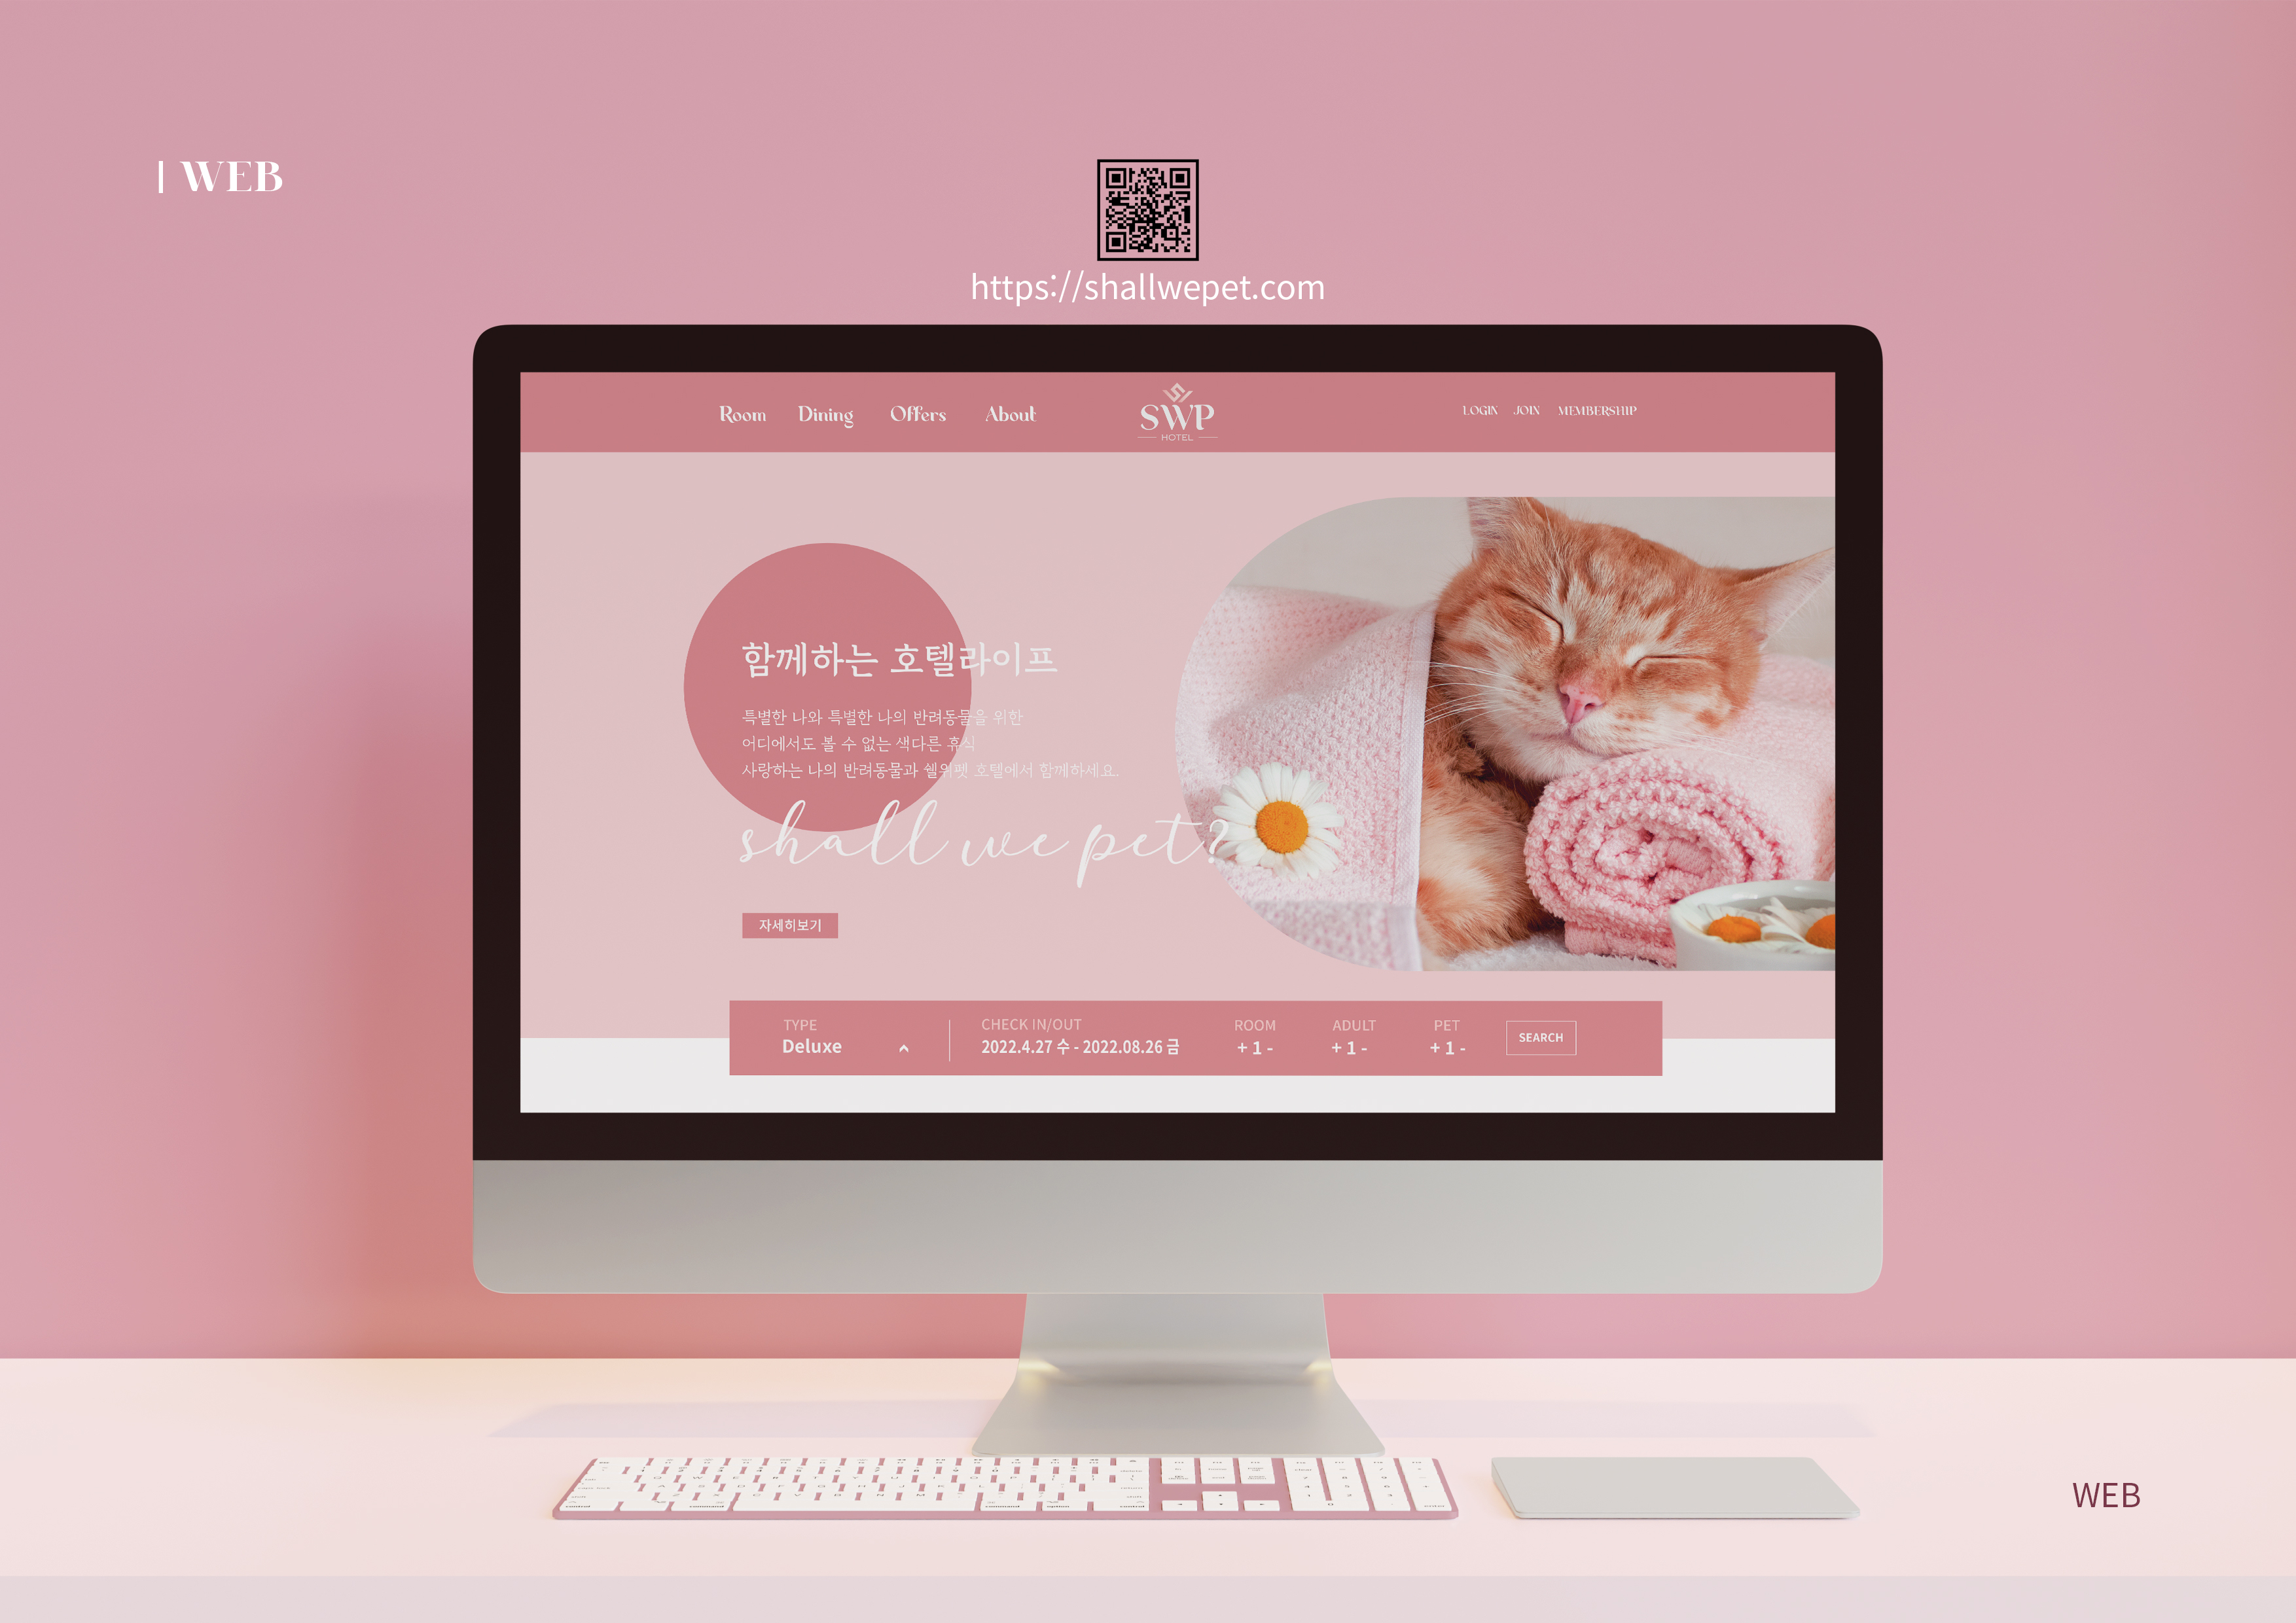 WEB
https://shallwepet.com
Room Dining Offers About
SWP
HOTEL
LOGIN JOIN MEMBERSHIP
함께하는 호텔라이프
특별한 나와 특별한 나의 반려동물을 위한
어디에서도 볼 수 없는 색다른 휴식
사랑하는 나의 반려동물과 쉘위펫 호텔에서 함께하세요.
shall we pet?
자세히보기
TYPE
Deluxe
CHECK IN/OUT
2022.4.27 수 - 2022.08.26 금
ROOM ADULT PET
+ 1 - + 1 - + 1 -
SEARCH
WEB